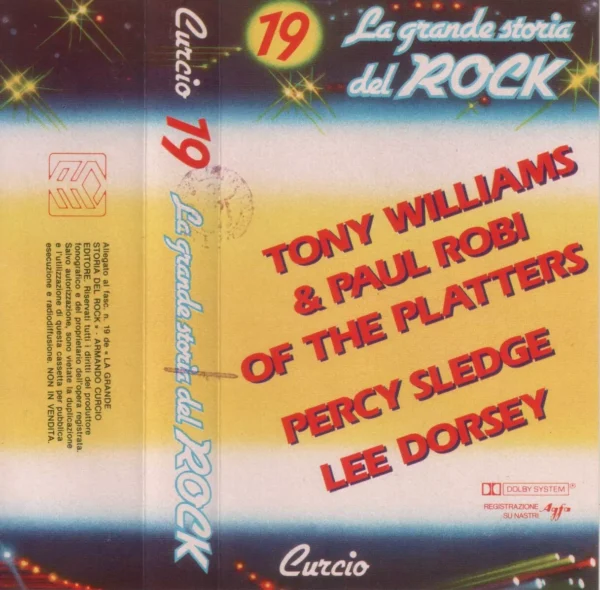 Allegato al fasc. n. 19 de « LA GRANDE
STORIA DEL ROCK » - ARMANDO CURCIO
EDITORE. Riservati tutti i diritti del produttore
fonografico e del proprietario dell'opera registrata.
Salvo autorizzazione, sono vietate la duplicazione
e l'utilizzazione di questa cassetta per pubblica
esecuzione e radiodiffusione. NON IN VENDITA.
Curcio
19
La grande storia del ROCK
19
La grande storia
del ROCK
TONY WILLIAMS
& PAUL ROBI
OF THE PLATTERS
PERCY SLEDGE
LEE DORSEY
DOLBY SYSTEM
REGISTRAZIONE
SU NASTRI
Agfa
Curcio